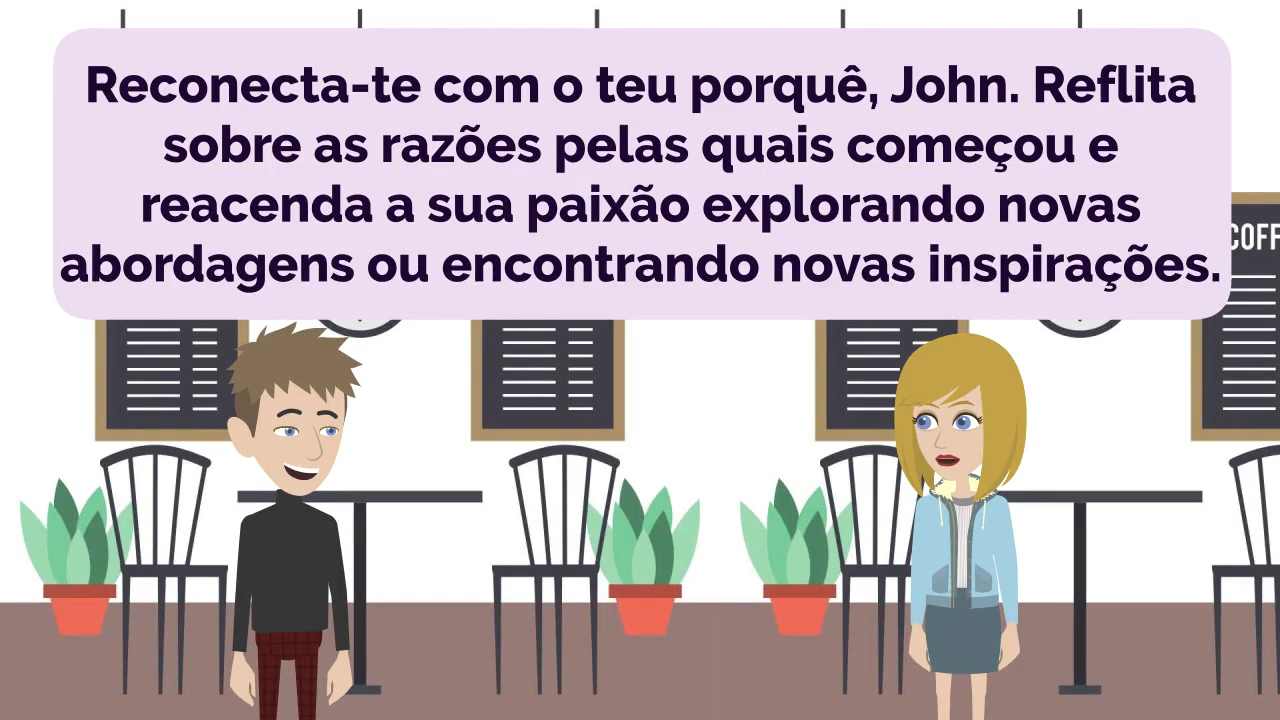 Reconecta-te com o teu porquê, John. Reflita
sobre as razões pelas quais começou e
reacenda a sua paixão explorando novas
abordagens ou encontrando novas inspirações.